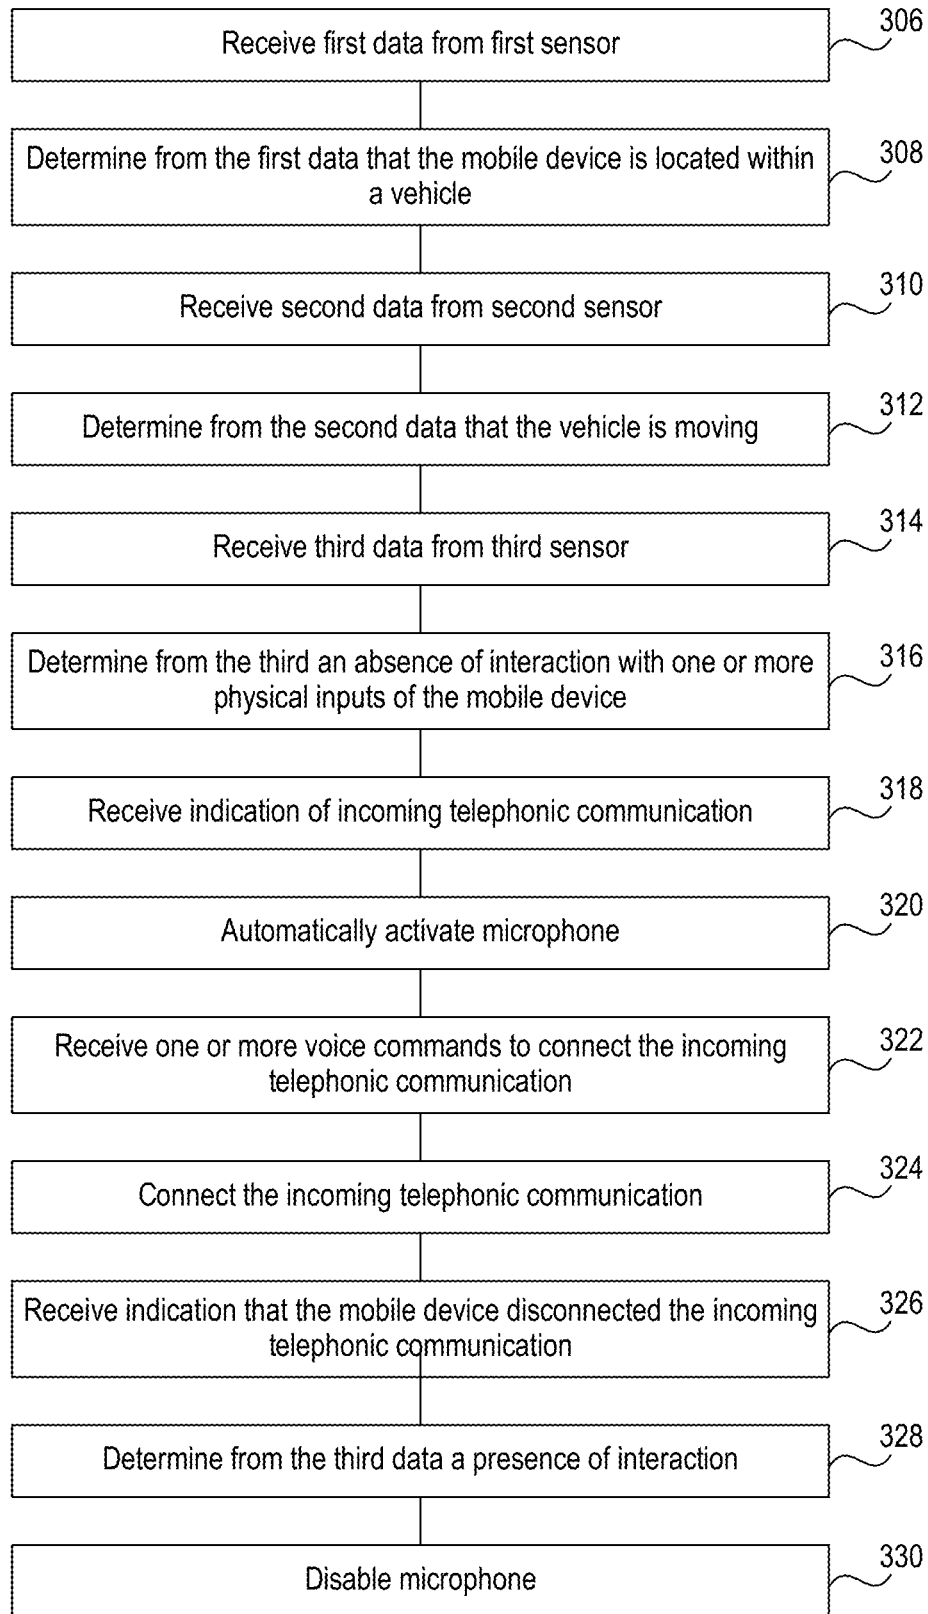 306
Receive first data from first sensor
308
Determine from the first data that the mobile device is located within
a vehicle
310
Receive second data from second sensor
312
Determine from the second data that the vehicle is moving
314
Receive third data from third sensor
316
Determine from the third an absence of interaction with one or more
physical inputs of the mobile device
318
Receive indication of incoming telephonic communication
320
Automatically activate microphone
322
Receive one or more voice commands to connect the incoming
telephonic communication
324
Connect the incoming telephonic communication
326
Receive indication that the mobile device disconnected the incoming
telephonic communication
328
Determine from the third data a presence of interaction
330
Disable microphone